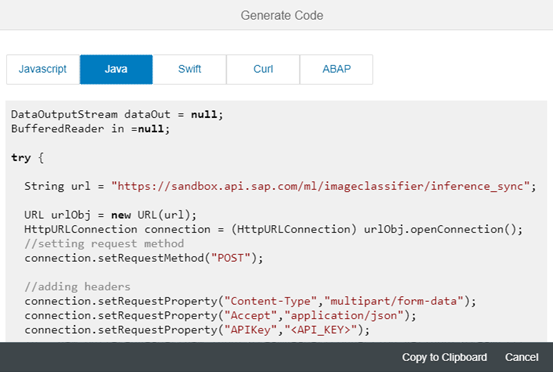 Generate Code
Javascript Java Swift Curl ABAP
DataOutputStream dataOut = null;
BufferedReader in =null;
try {
String url = "https://sandbox.api.sap.com/ml/imageclassifier/inference_sync";
URL urlObj = new URL(url);
HttpURLConnection connection = (HttpURLConnection) urlObj.openConnection();
//setting request method
connection.setRequestMethod("POST");
//adding headers
connection.setRequestProperty("Content-Type","multipart/form-data");
connection.setRequestProperty("Accept","application/json");
connection.setRequestProperty("APIKey","<API_KEY>");
Copy to Clipboard Cancel